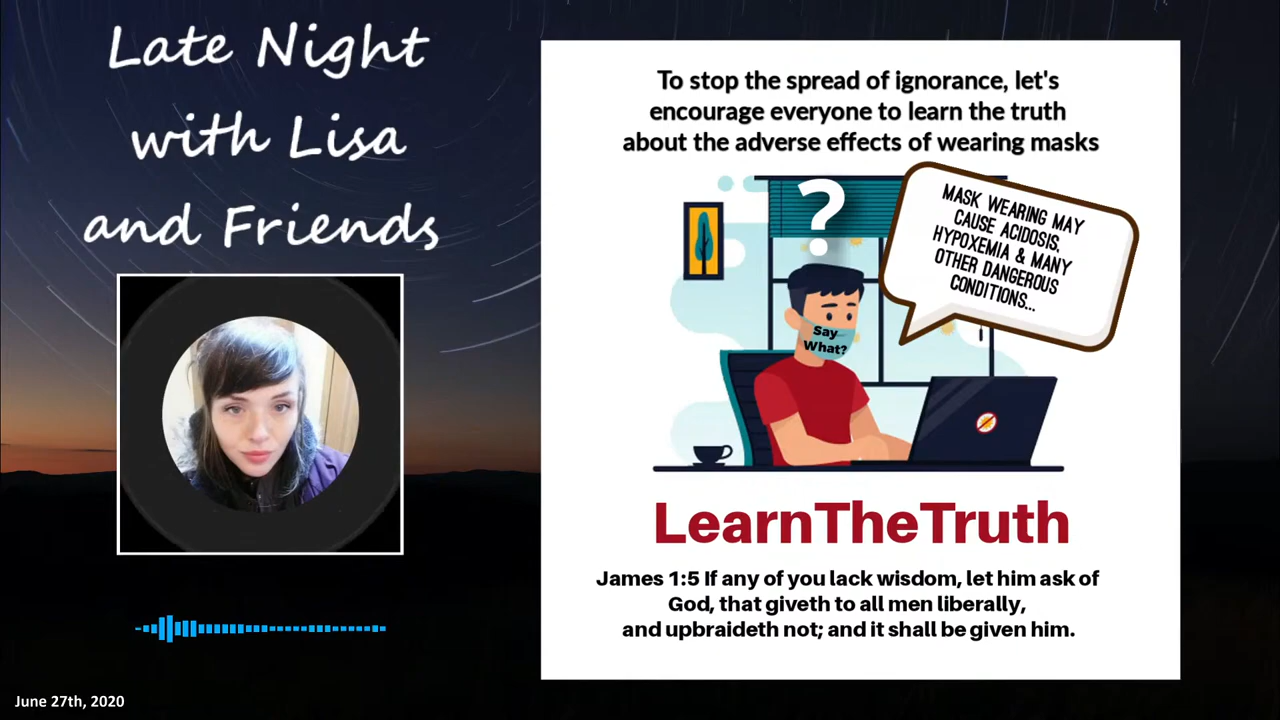 Late Night
with Lisa
and Friends
To stop the spread of ignorance, let's
encourage everyone to learn the truth
about the adverse effects of wearing masks
?
MASK WEARING MAY
CAUSE ACIDOSIS,
HYPOXEMIA & MANY
OTHER DANGEROUS
CONDITIONS...
Say
What?
LearnTheTruth
James 1:5 If any of you lack wisdom, let him ask of
God, that giveth to all men liberally,
and upbraideth not; and it shall be given him.
June 27th, 2020